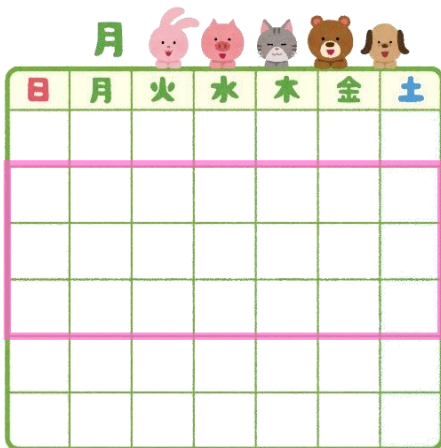 月
日 月 火 水 木 金 土